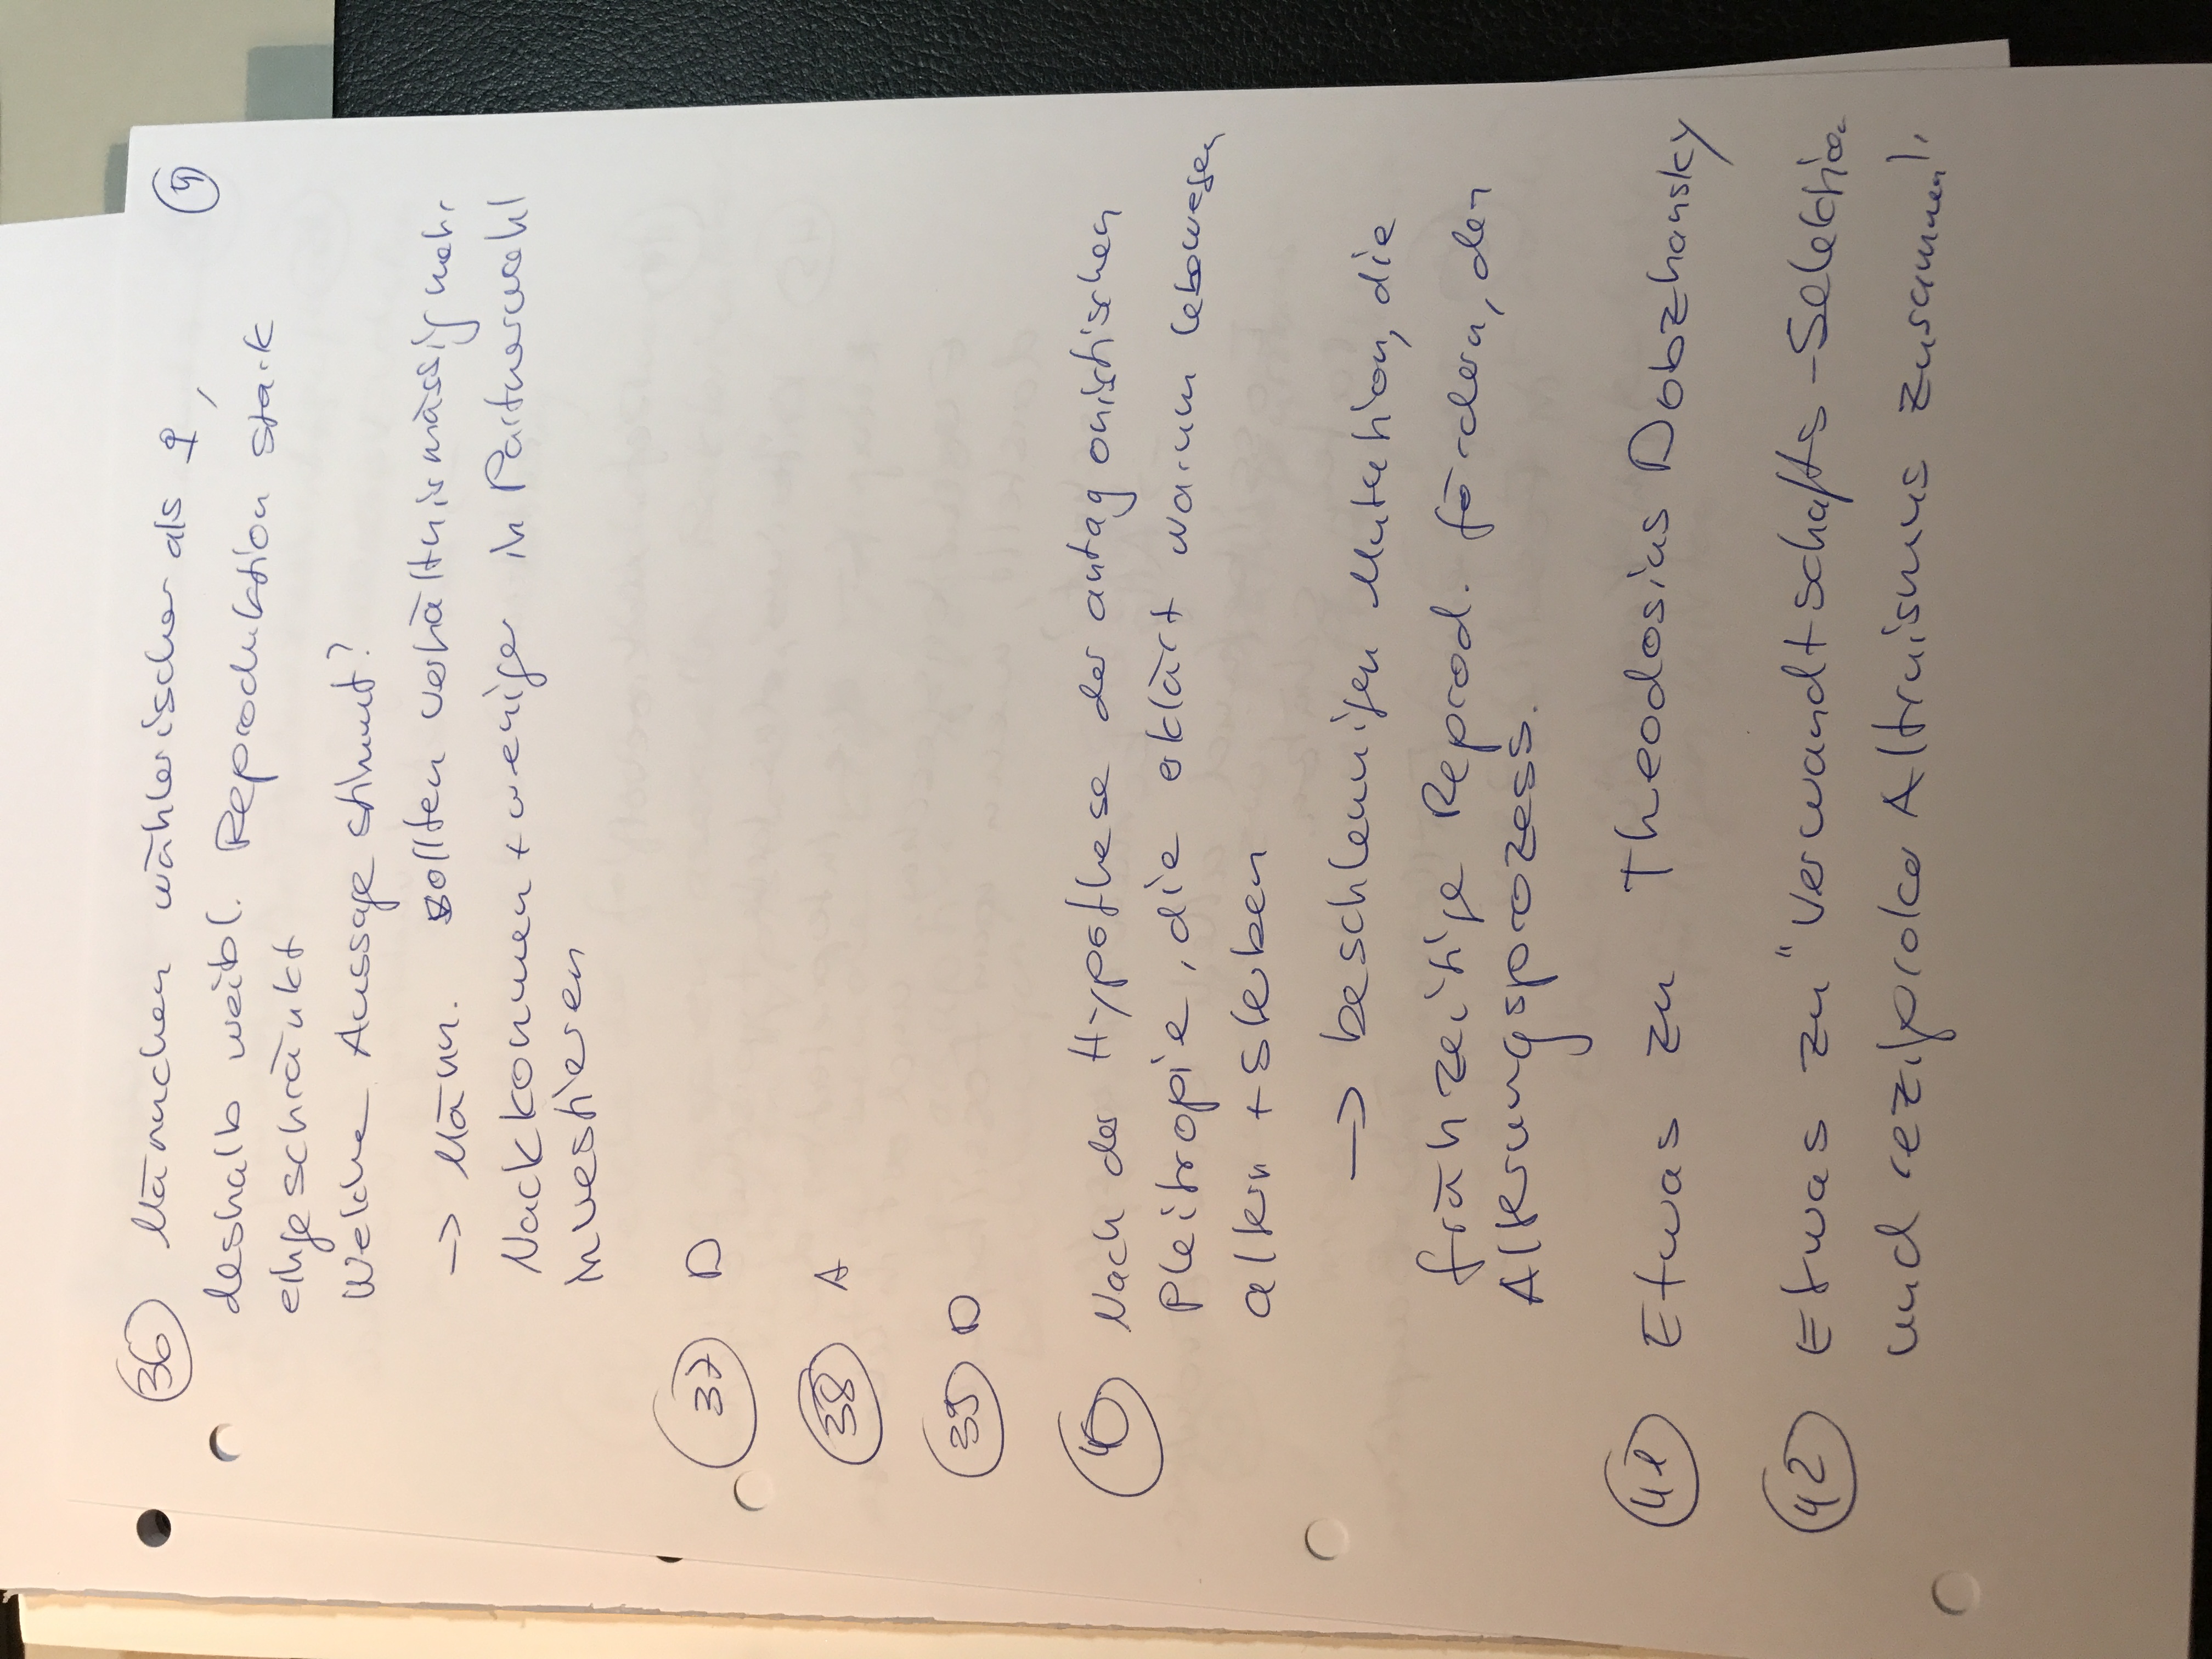 36 Männchen wählerischer als ♀,
9
deshalb weibl. Reproduktion stark
eingeschränkt
Welche Aussage stimmt?
→ Männ. sollten verhältnismässig mehr
Nackkommen + weniger in Partnerwahl
investieren
37 D
38 A
39 D
40 Nach der Hypothese der antagonistischen
Pleitropie, die erklärt warum Lebewesen
altern + sterben
→ beschleunigen Mutation, die
frühzeitige Reprod. fördern, den
Alterungsprozess.
41 Etwas zu Theodosius Dobzhansky
42 Etwas zu "Verwandtschafts-Selektion
und reziproker Altruismus zusammen"